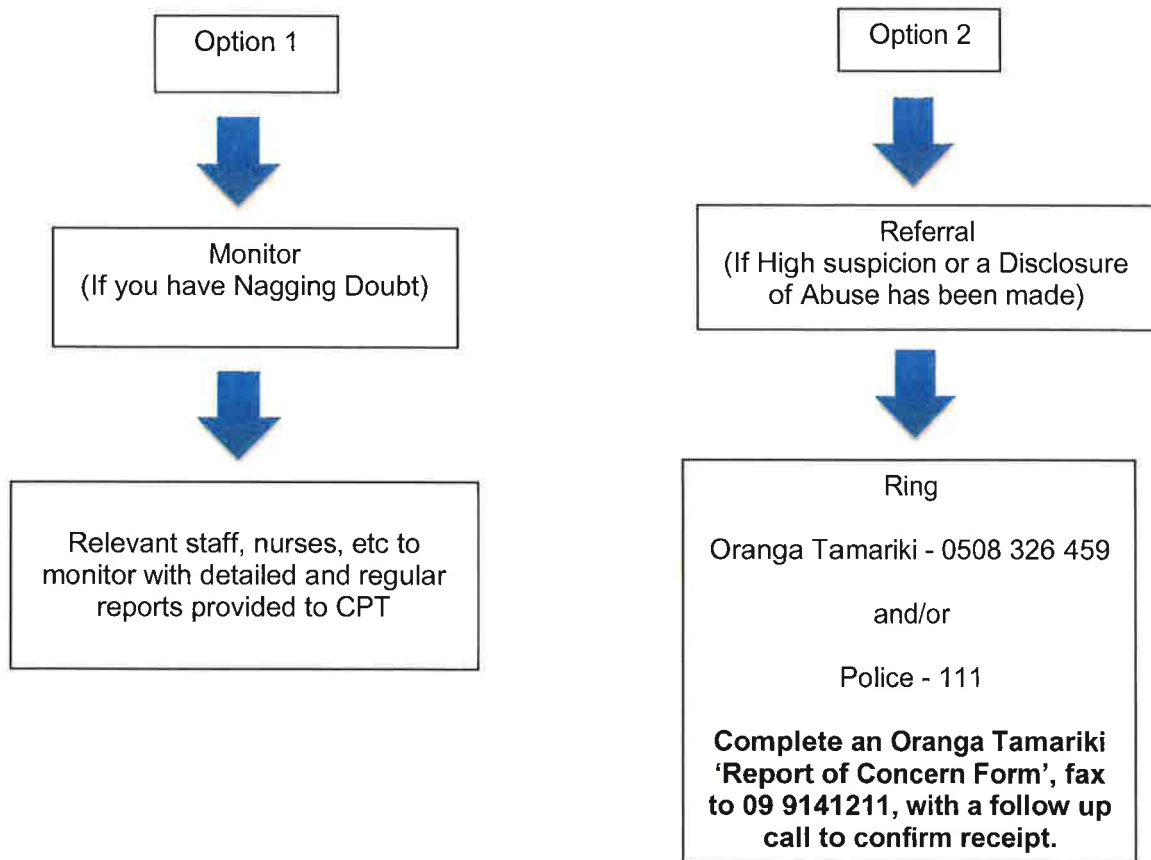 Option 1
Monitor
(If you have Nagging Doubt)
Relevant staff, nurses, etc to
monitor with detailed and regular
reports provided to CPT
Option 2
Referral
(If High suspicion or a Disclosure
of Abuse has been made)
Ring
Oranga Tamariki - 0508 326 459
and/or
Police - 111
Complete an Oranga Tamariki
‘Report of Concern Form’, fax
to 09 9141211, with a follow up
call to confirm receipt.